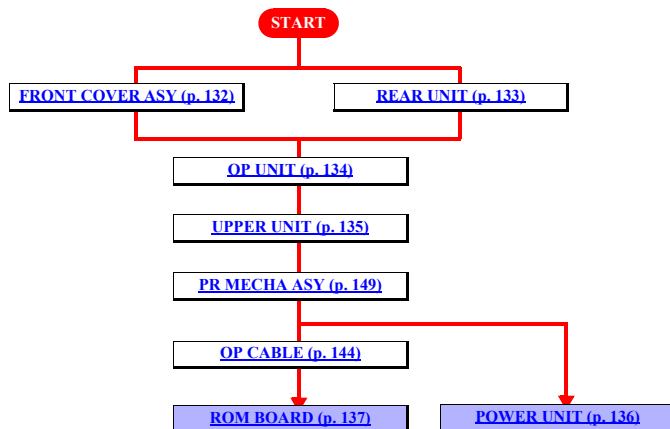 START
FRONT COVER ASY (p. 132)
REAR UNIT (p. 133)
OP UNIT (p. 134)
UPPER UNIT (p. 135)
PR MECHA ASY (p. 149)
OP CABLE (p. 144)
ROM BOARD (p. 137)
POWER UNIT (p. 136)